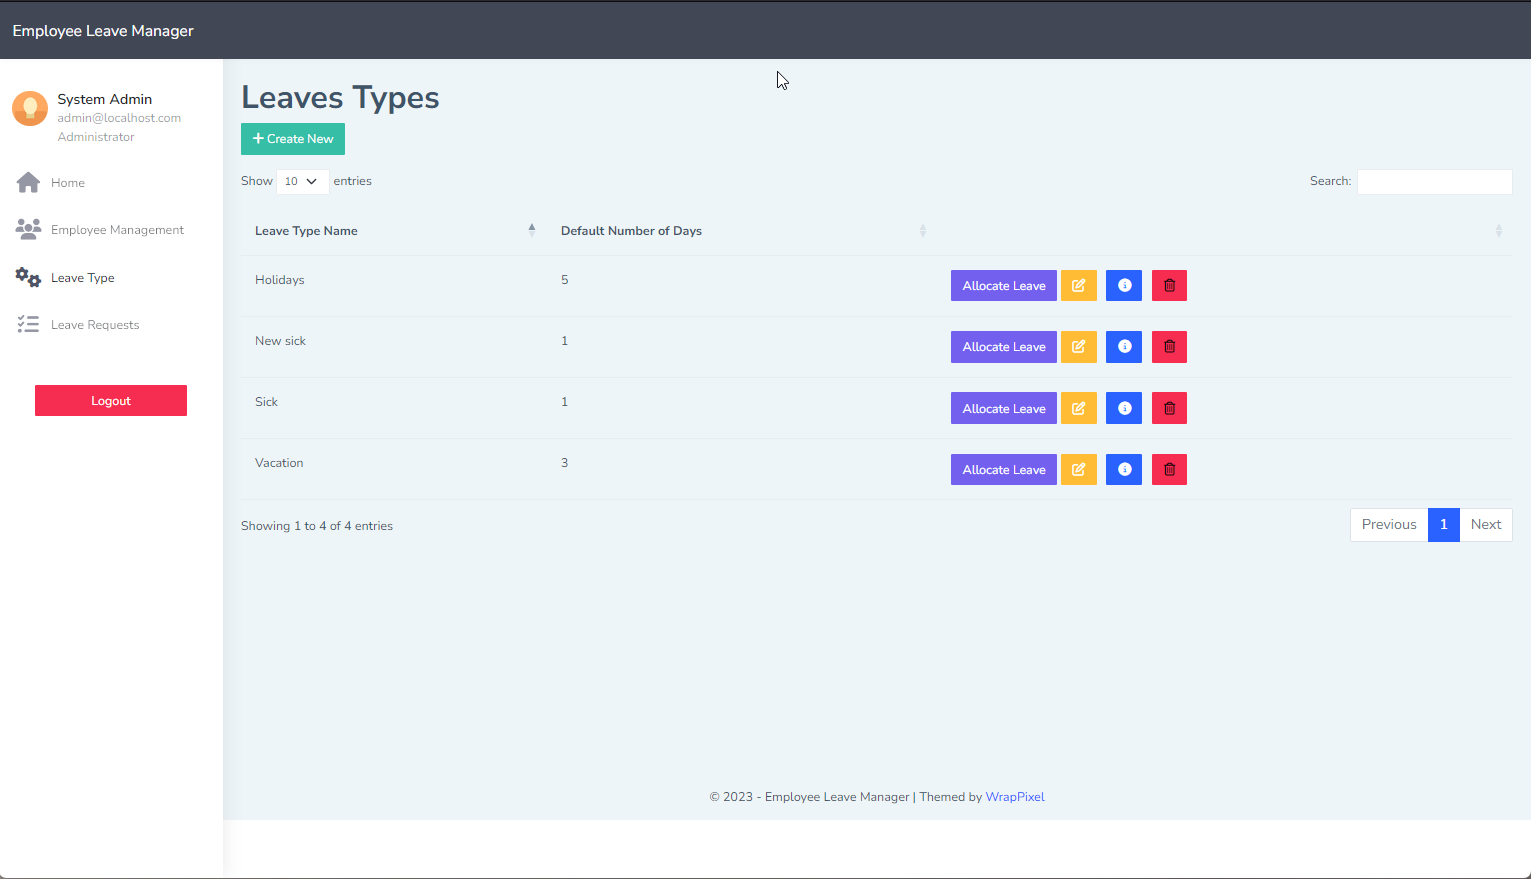 Employee Leave Manager
System Admin
admin@localhost.com
Administrator
Home
Employee Management
Leave Type
Leave Requests
Logout
Leaves Types
+ Create New
Show 10 entries
Search:
Leave Type Name Default Number of Days
Holidays 5 Allocate Leave
New sick 1 Allocate Leave
Sick 1 Allocate Leave
Vacation 3 Allocate Leave
Showing 1 to 4 of 4 entries
Previous 1 Next
© 2023 - Employee Leave Manager | Themed by WrapPixel